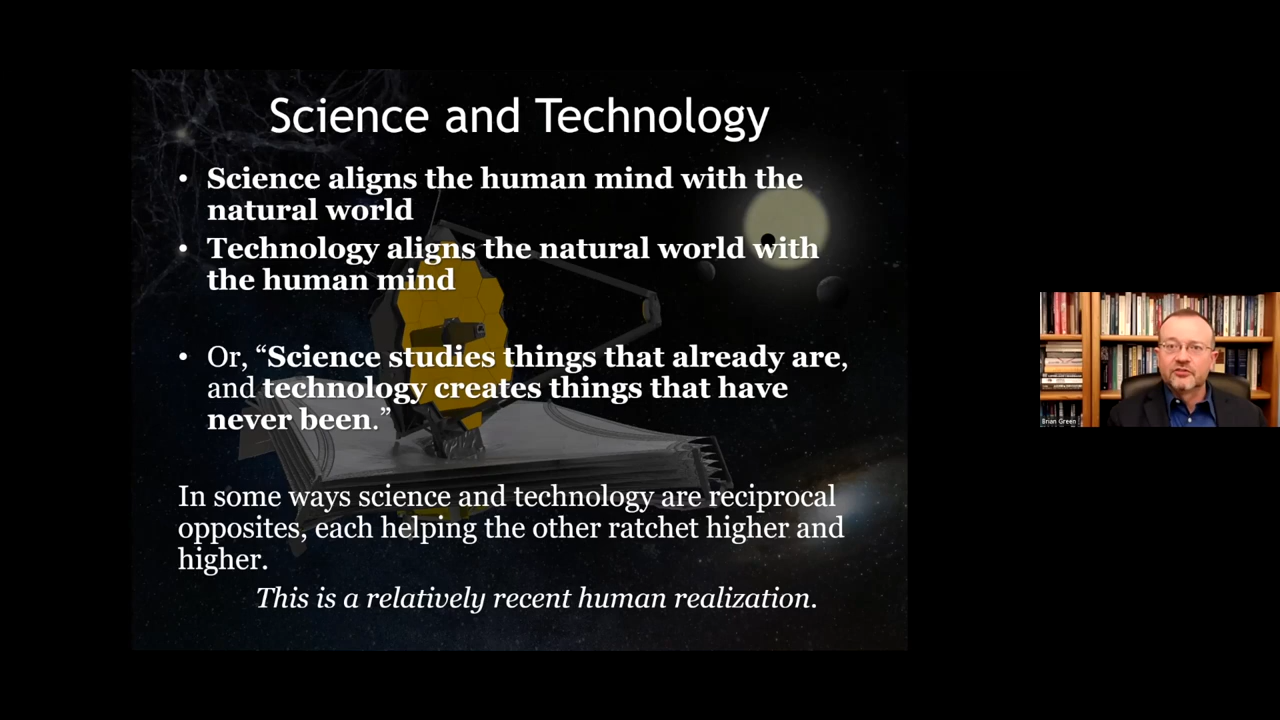 Science and Technology
• Science aligns the human mind with the
natural world
• Technology aligns the natural world with
the human mind
• Or, “Science studies things that already are,
and technology creates things that have
never been.”
In some ways science and technology are reciprocal
opposites, each helping the other ratchet higher and
higher.
This is a relatively recent human realization.
Brian Green